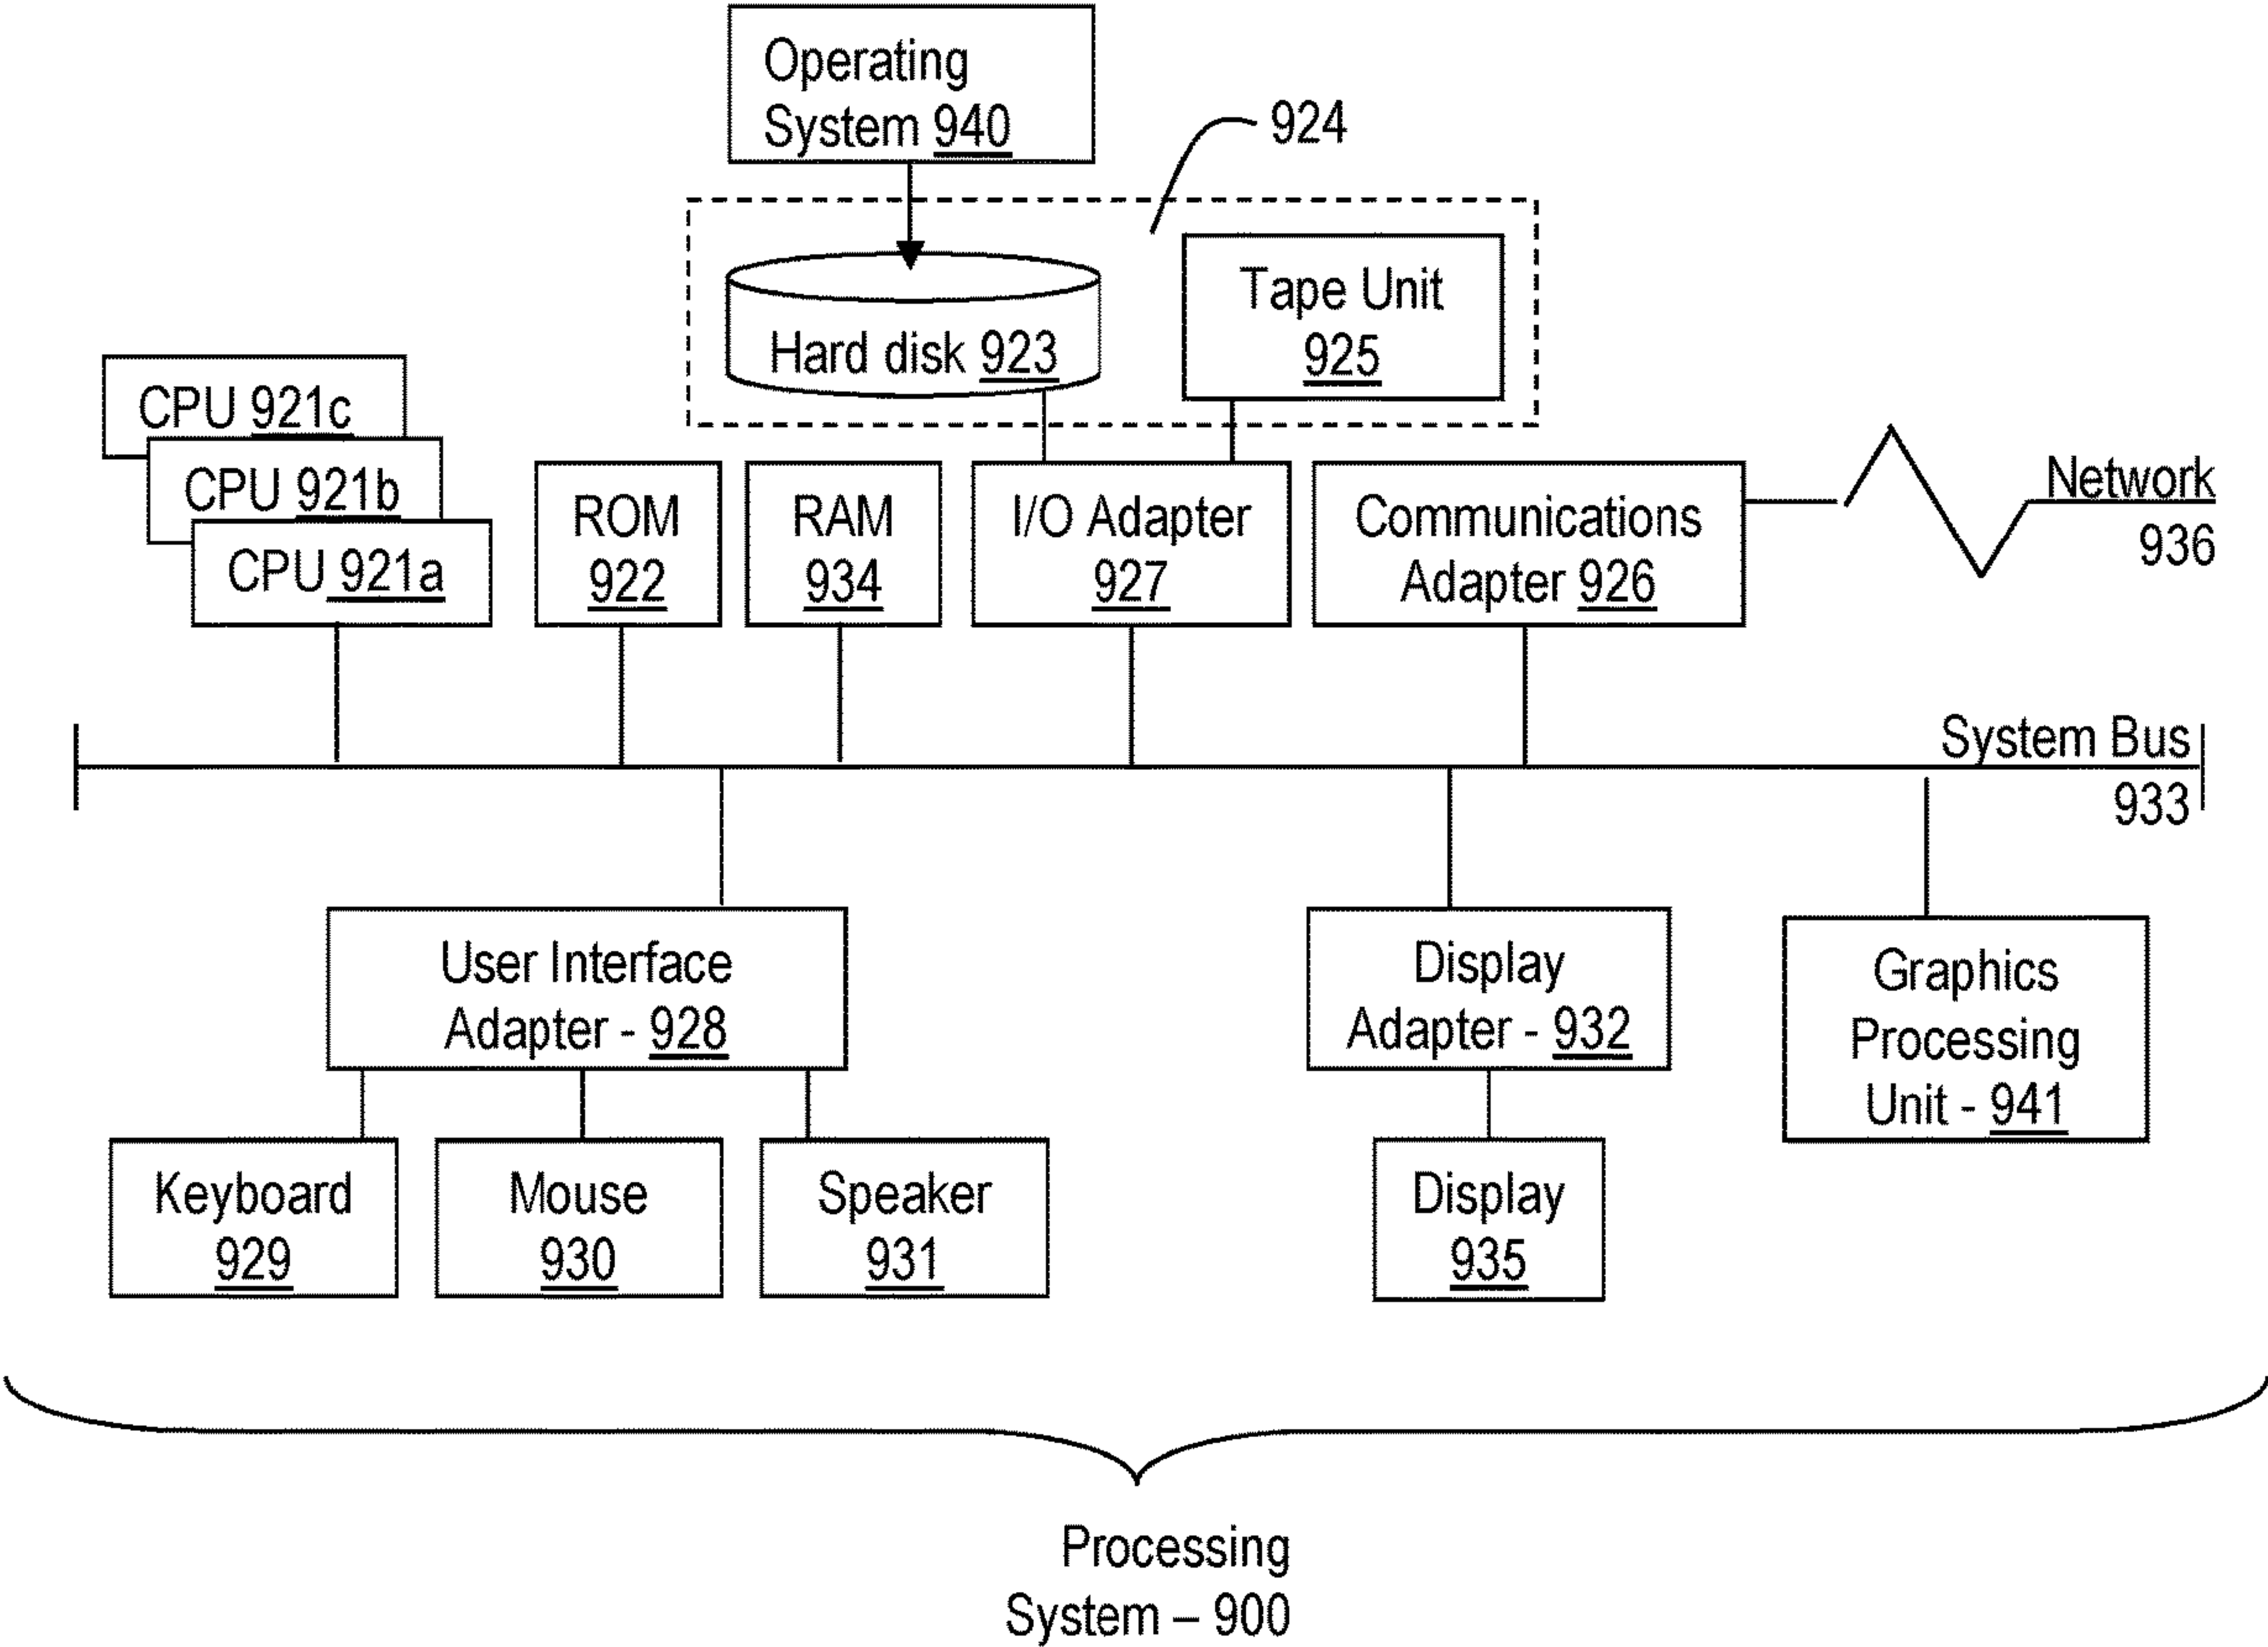 Operating
System 940
924
Hard disk 923
Tape Unit
925
CPU 921c
CPU 921b
CPU 921a
ROM
922
RAM
934
I/O Adapter
927
Communications
Adapter 926
Network
936
System Bus
933
User Interface
Adapter - 928
Display
Adapter - 932
Graphics
Processing
Unit - 941
Keyboard
929
Mouse
930
Speaker
931
Display
935
Processing
System – 900